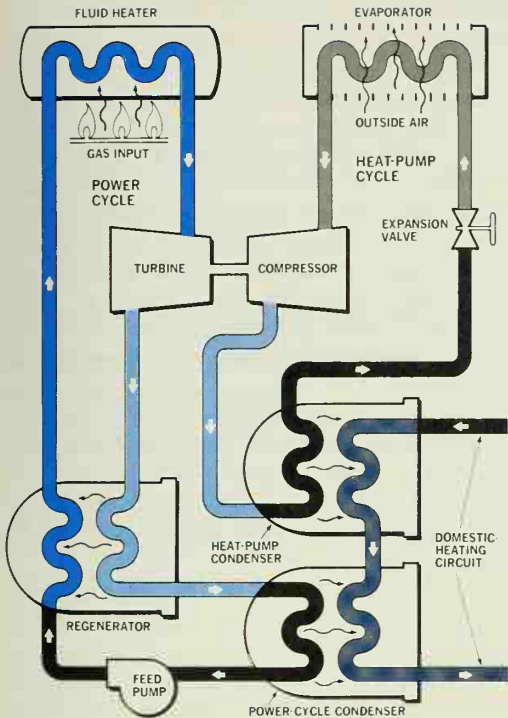 FLUID HEATER
EVAPORATOR
GAS INPUT
OUTSIDE AIR
POWER
CYCLE
HEAT-PUMP
CYCLE
EXPANSION
VALVE
TURBINE
COMPRESSOR
HEAT-PUMP
CONDENSER
DOMESTIC-
HEATING
CIRCUIT
REGENERATOR
FEED
PUMP
POWER-CYCLE CONDENSER